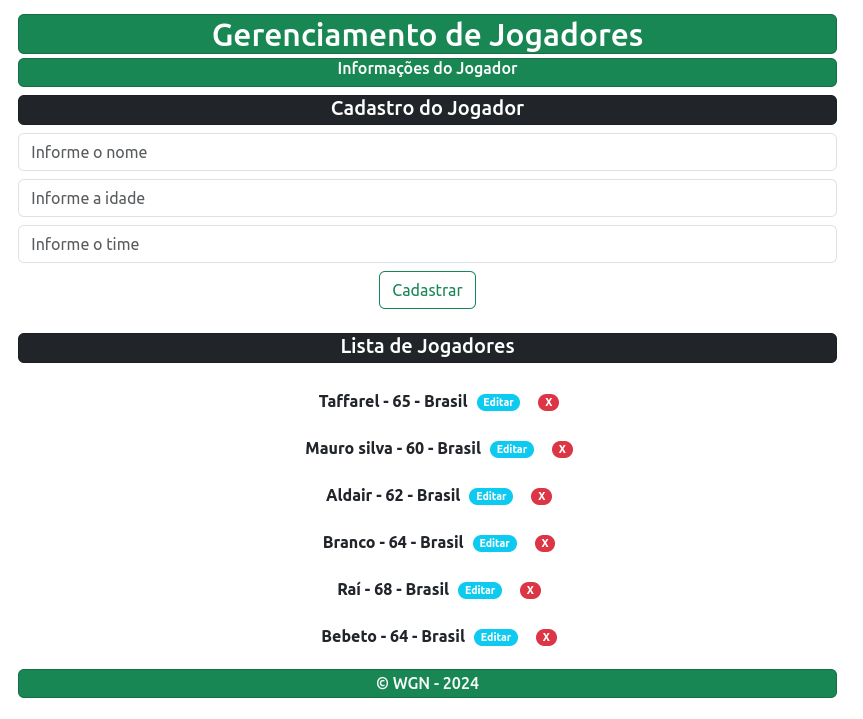 Gerenciamento de Jogadores
Informações do Jogador
Cadastro do Jogador
Informe o nome
Informe a idade
Informe o time
Cadastrar
Lista de Jogadores
Taffarel - 65 - Brasil Editar X
Mauro silva - 60 - Brasil Editar X
Aldair - 62 - Brasil Editar X
Branco - 64 - Brasil Editar X
Raí - 68 - Brasil Editar X
Bebeto - 64 - Brasil Editar X
© WGN - 2024